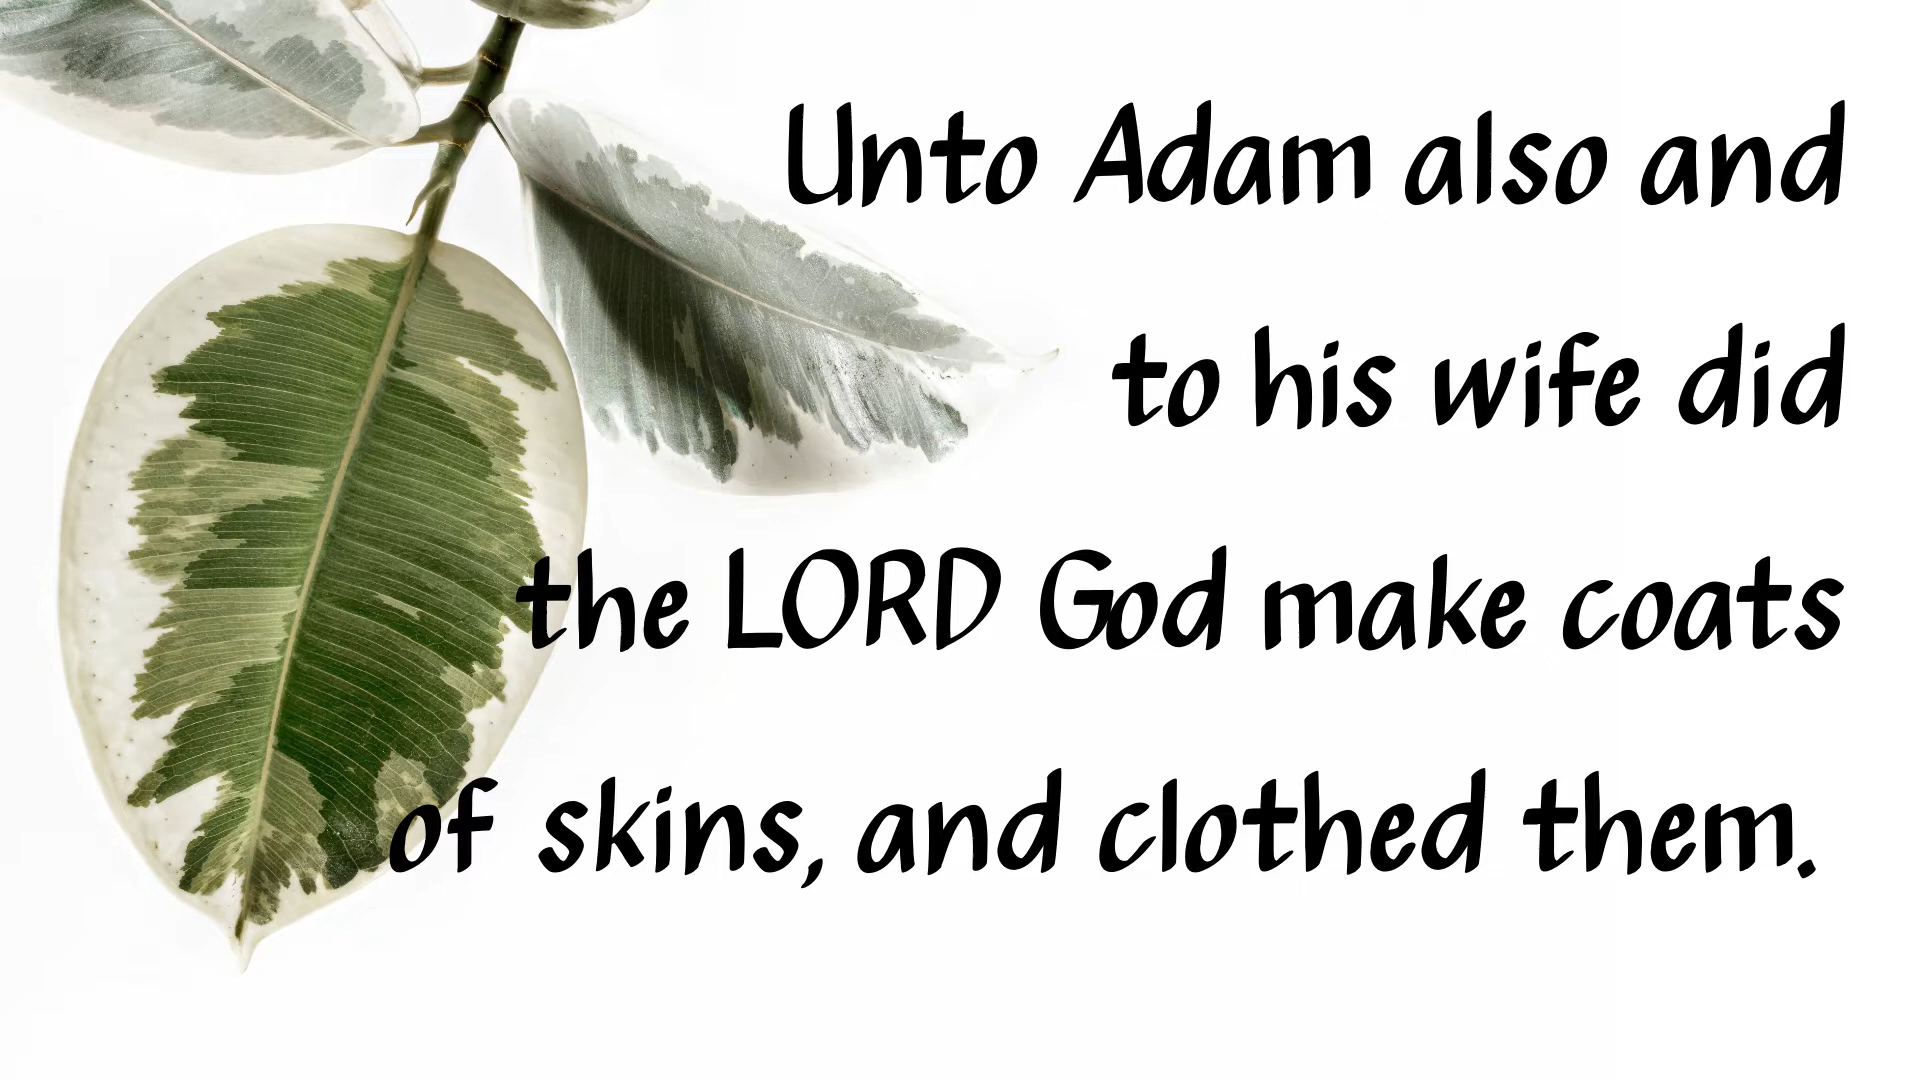 Unto Adam also and
to his wife did
the LORD God make coats
of skins, and clothed them.